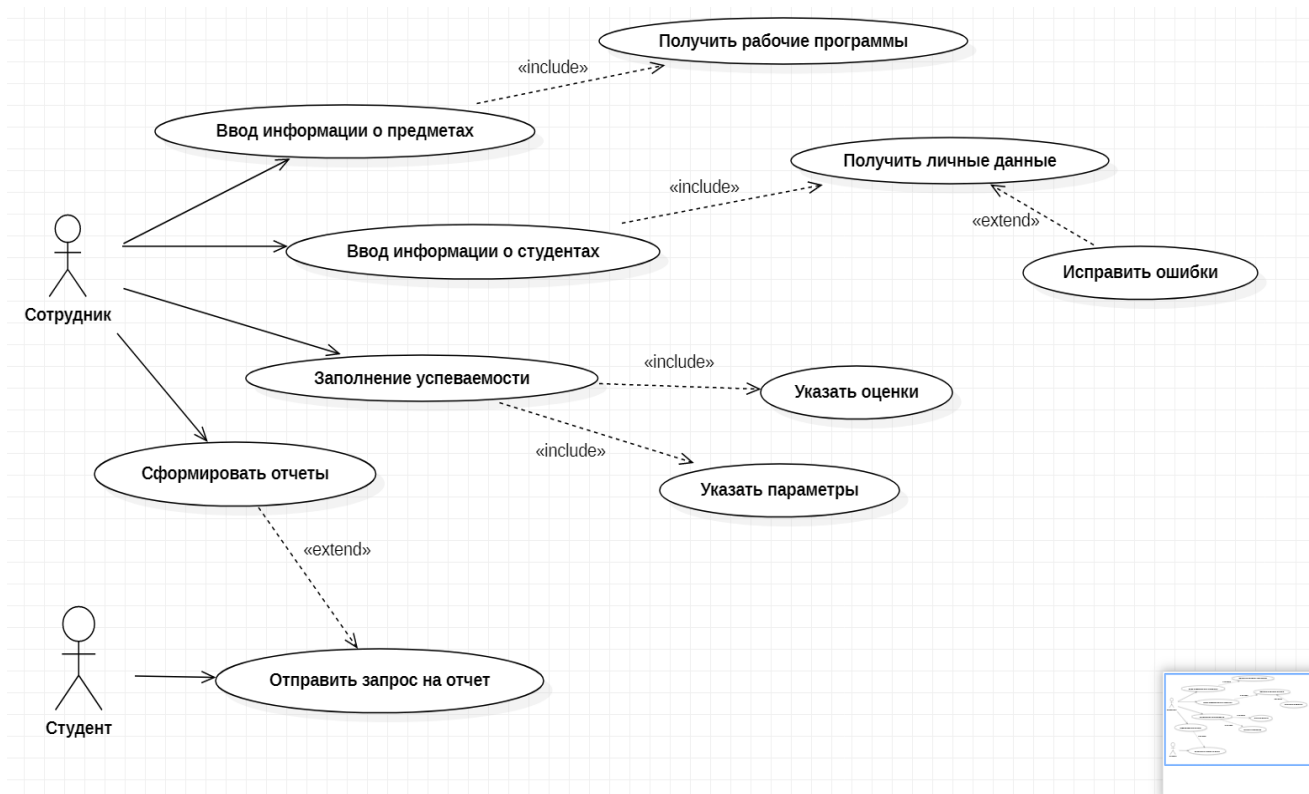 Получить рабочие программы
«include»
Ввод информации о предметах
Получить личные данные
«include»
«extend»
Ввод информации о студентах
Исправить ошибки
Сотрудник
«include»
Заполнение успеваемости
Указать оценки
«include»
Сформировать отчеты
Указать параметры
«extend»
Отправить запрос на отчет
Студент